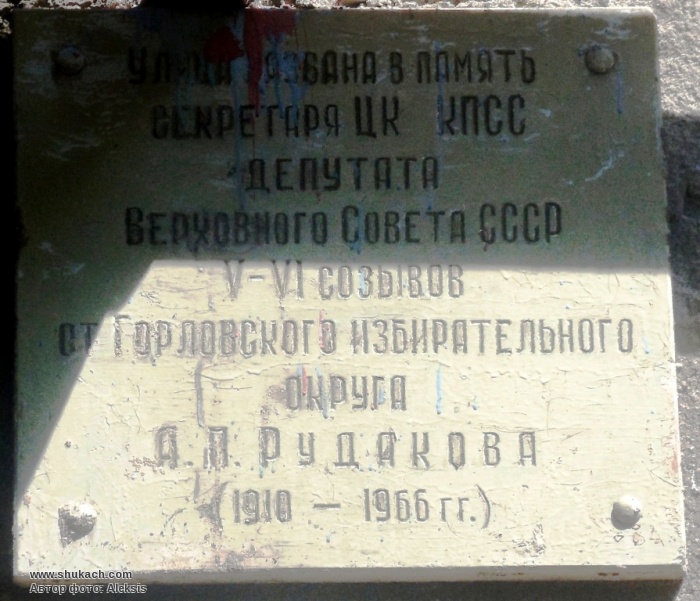 Улица названа в память
секретаря ЦК КПСС
депутата
Верховного Совета СССР
V-VI созывов
от Горловского избирательного
округа
А.П. Рудакова
(1910 – 1966 гг.)
www.shukach.com
Автор фото: Aleksis